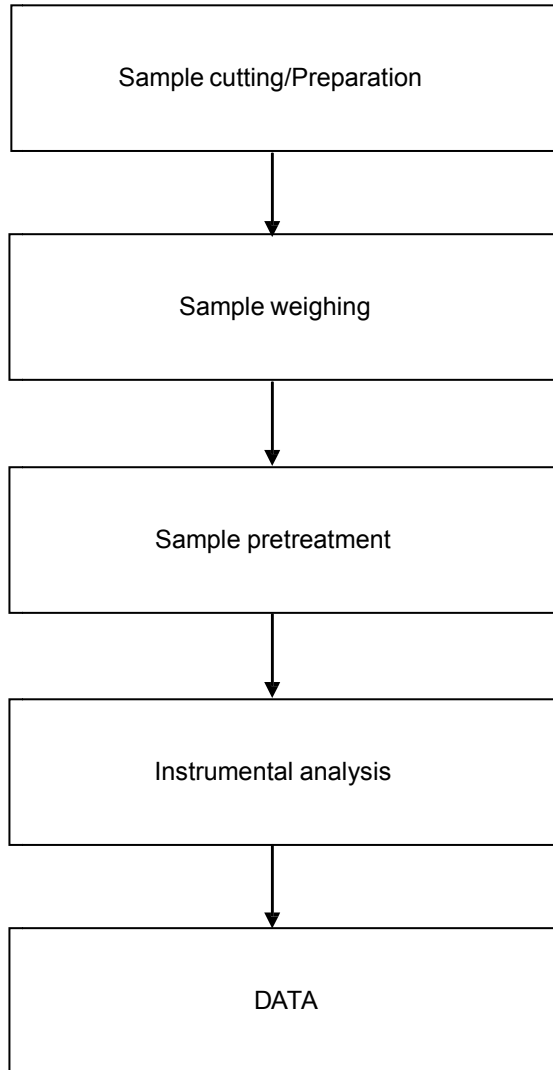 Sample cutting/Preparation
Sample weighing
Sample pretreatment
Instrumental analysis
DATA